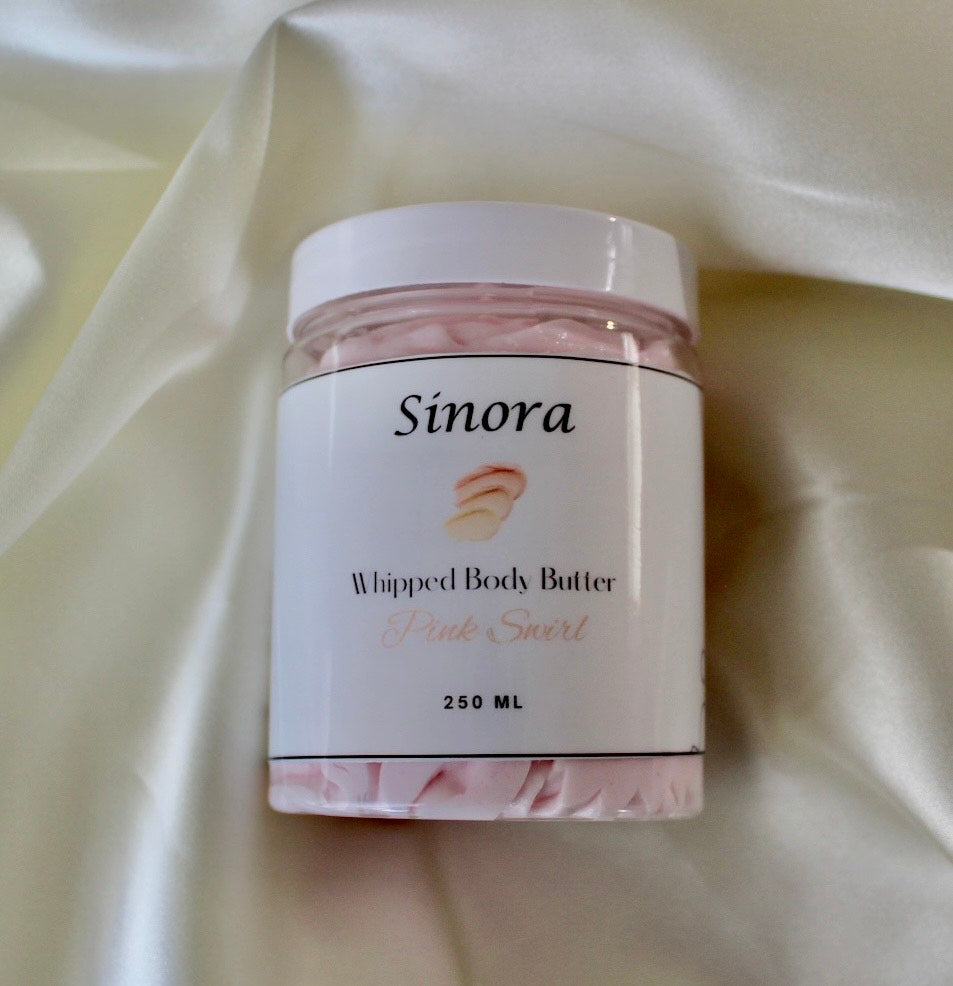 Sinora
Whipped Body Butter
Pink Swirl
250 ML